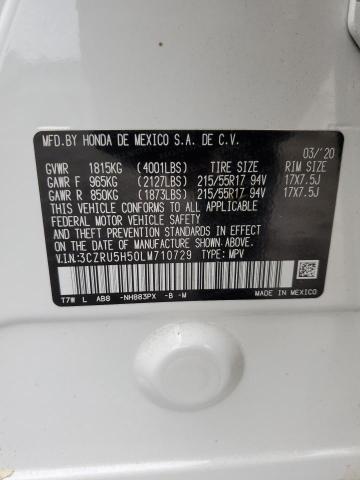 MFD.BY HONDA DE MEXICO S.A. DE C.V.
03/'20
GVWR 1815KG (4001LBS) TIRE SIZE RIM SIZE
GAWR F 965KG (2127LBS) 215/55R17 94V 17X7.5J
GAWR R 850KG (1873LBS) 215/55R17 94V 17X7.5J
THIS VEHICLE CONFORMS TO ALL APPLICABLE
FEDERAL MOTOR VEHICLE SAFETY, BUMPER, AND
THEFT PREVENTION STANDARDS IN EFFECT ON THE
DATE OF MANUFACTURE SHOWN ABOVE.
V.I.N:3CZRU5H50LM710729 TYPE: MPV
T7W L AB8 -NH883PX -B -M
MADE IN MEXICO